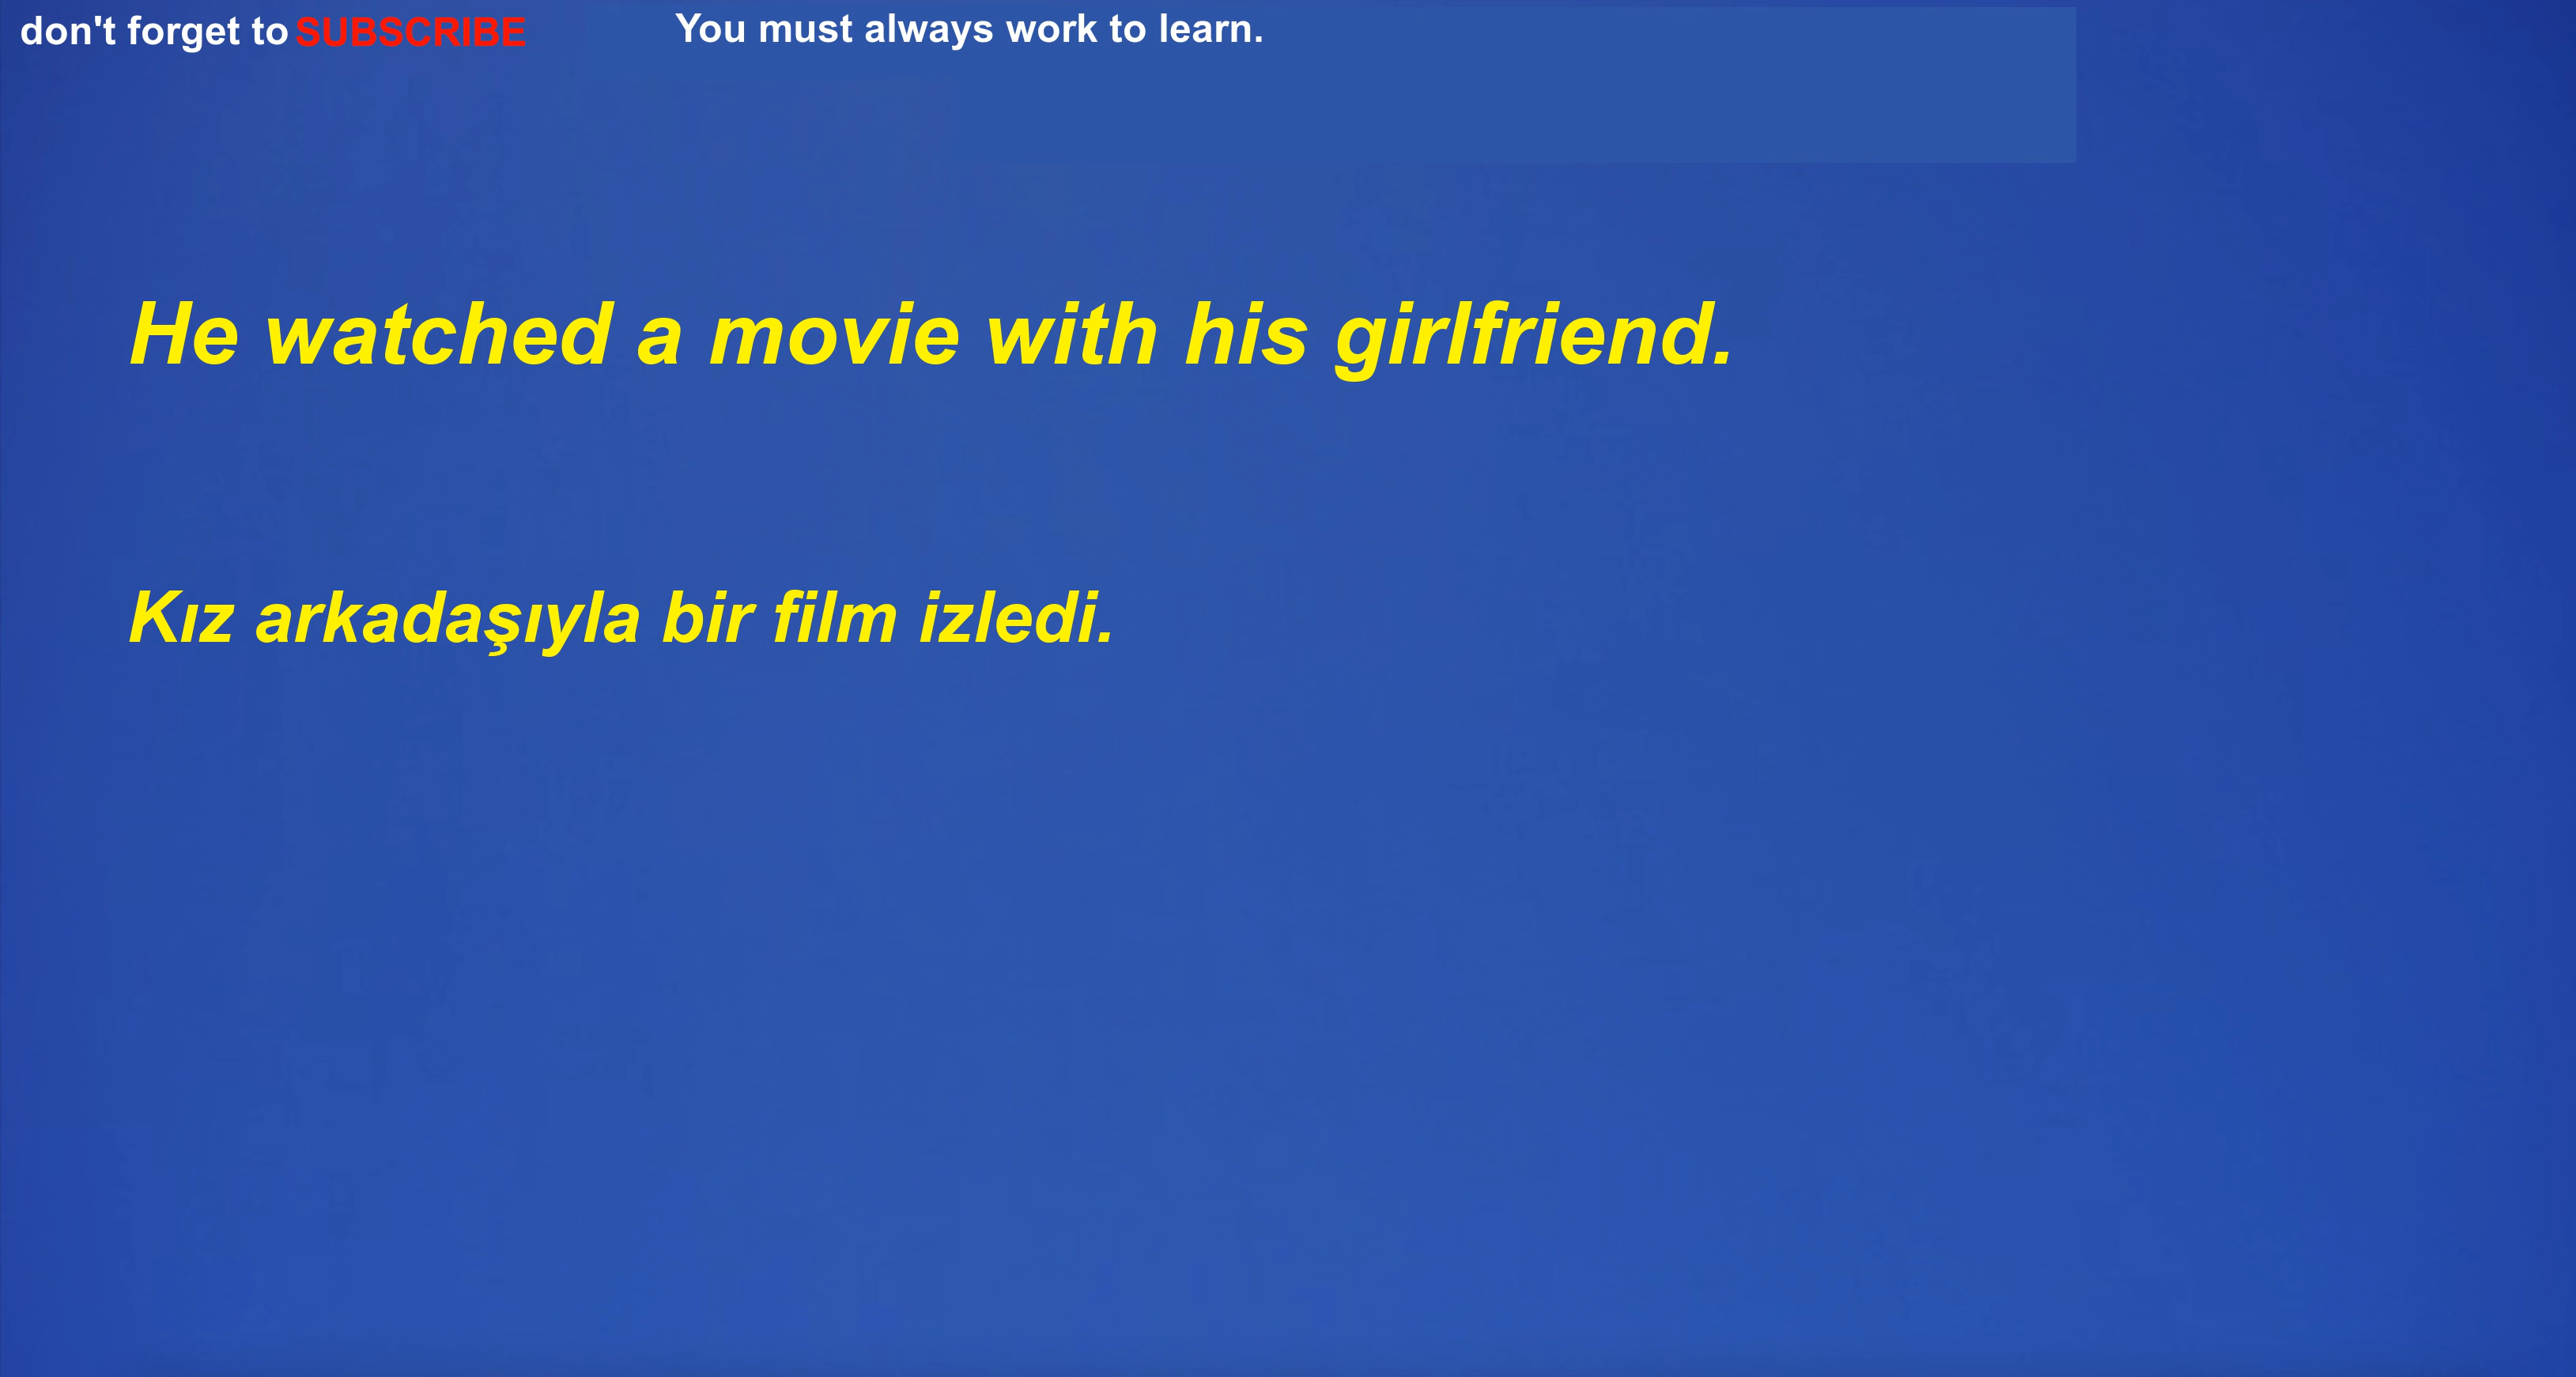 don't forget to SUBSCRIBE You must always work to learn.
He watched a movie with his girlfriend.
Kız arkadaşıyla bir film izledi.